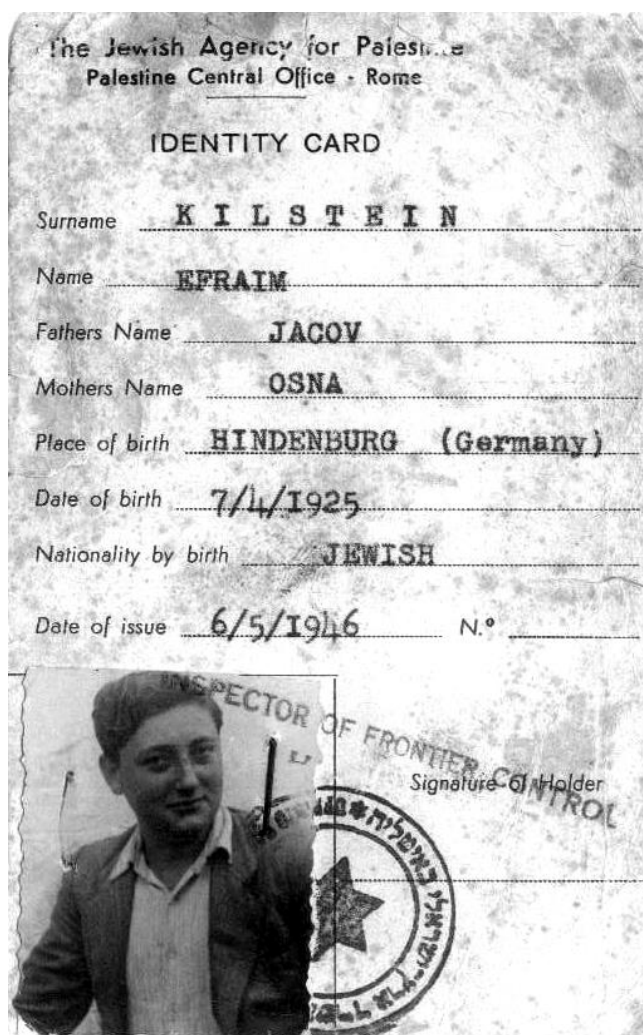 The Jewish Agency for Palestine
Palestine Central Office - Rome
IDENTITY CARD
Surname KILSTEIN
Name EFRAIM
Fathers Name JACOV
Mothers Name OSNA
Place of birth HINDENBURG (Germany)
Date of birth 7/4/1925
Nationality by birth JEWISH
Date of issue 6/5/1946 N.º
INSPECTOR OF FRONTIER CONTROL
Signature of Holder
באיטליה